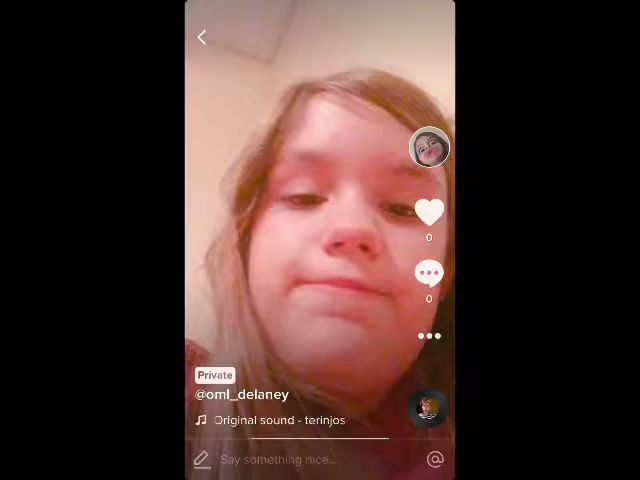 0
0
Private
@oml_delaney
Original sound - terinjos
Say something nice...